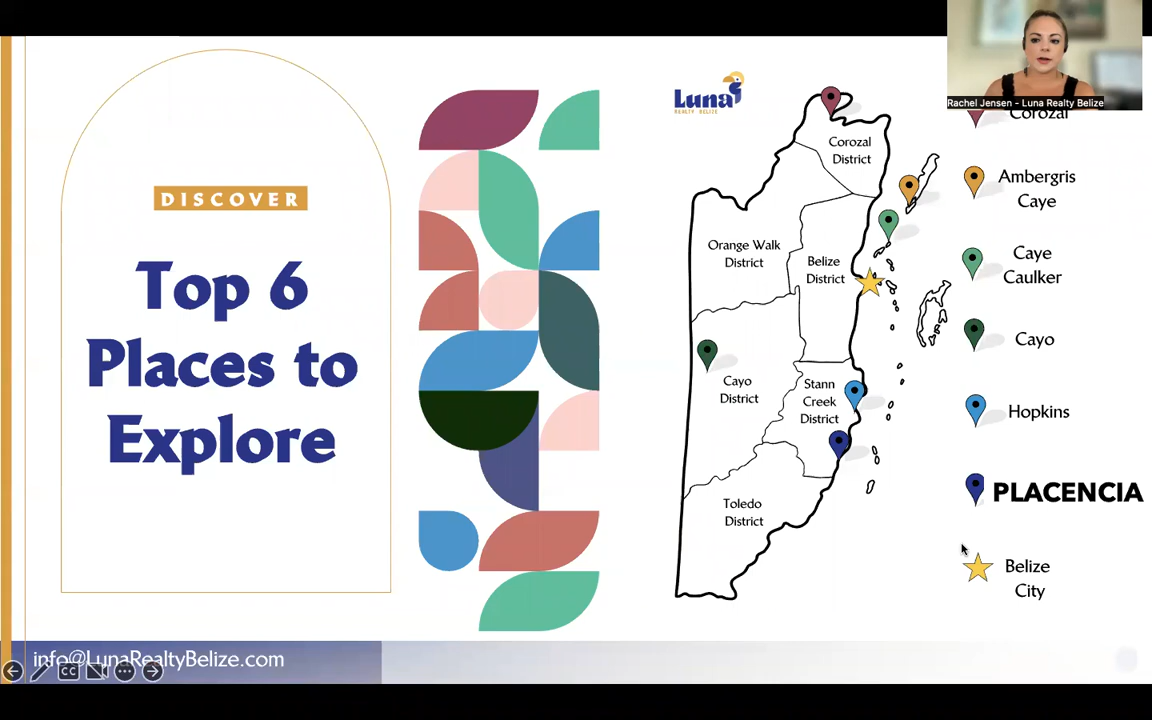 DISCOVER
Top 6
Places to
Explore
Luna
REALTY BELIZE
Corozal
District
Orange Walk
District
Belize
District
Cayo
District
Stann
Creek
District
Toledo
District
Rachel Jensen - Luna Realty Belize
Corozal
Ambergris
Caye
Caye
Caulker
Cayo
Hopkins
PLACENCIA
Belize
City
info@LunaRealtyBelize.com
CC